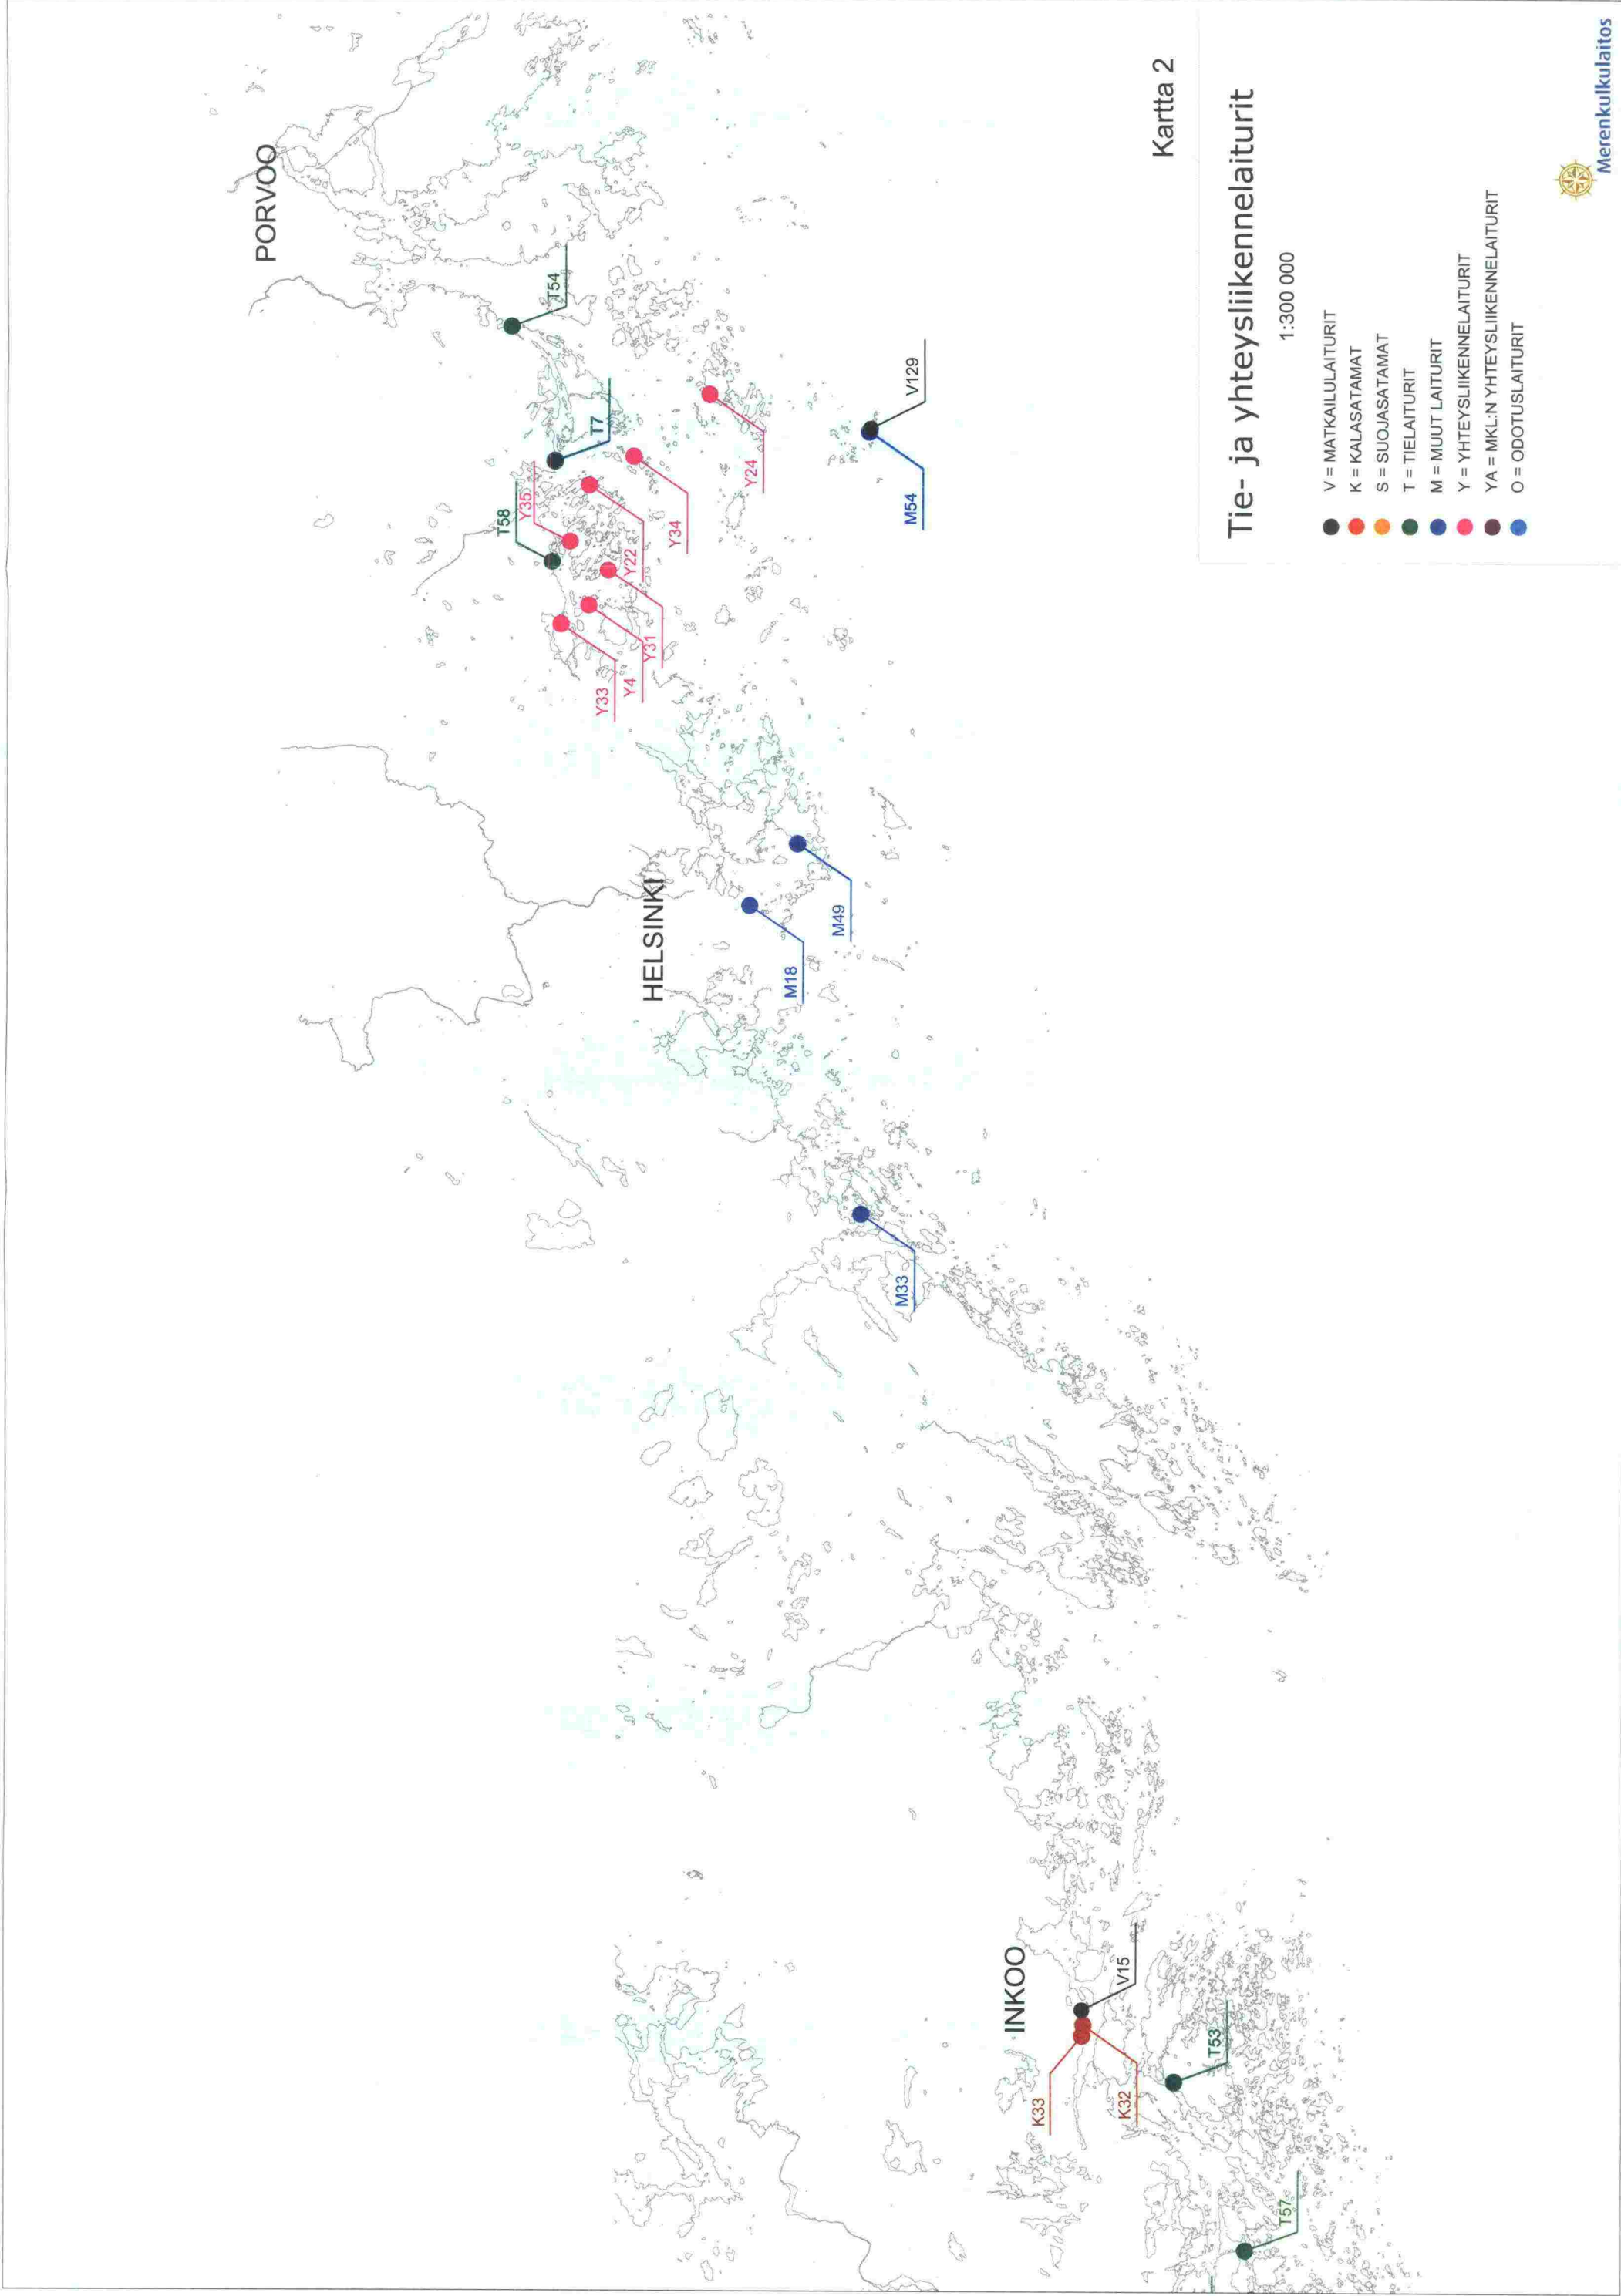 PORVOO
T54
T7
T58
Y35
Y24
Y34
Y22
Y31
Y4
Y33
V129
M54
HELSINKI
M49
M18
M33
INKOO
V15
K33
K32
T53
T57
Kartta 2
Tie- ja yhteysliikennelaiturit
1:300 000
V = MATKAILULAITURIT
K = KALASATAMAT
S = SUOJASATAMAT
T = TIELAITURIT
M = MUUT LAITURIT
Y = YHTEYSLIIKENNELAITURIT
YA = MKL:N YHTEYSLIIKENNELAITURIT
O = ODOTUSLAITURIT
Merenkulkulaitos